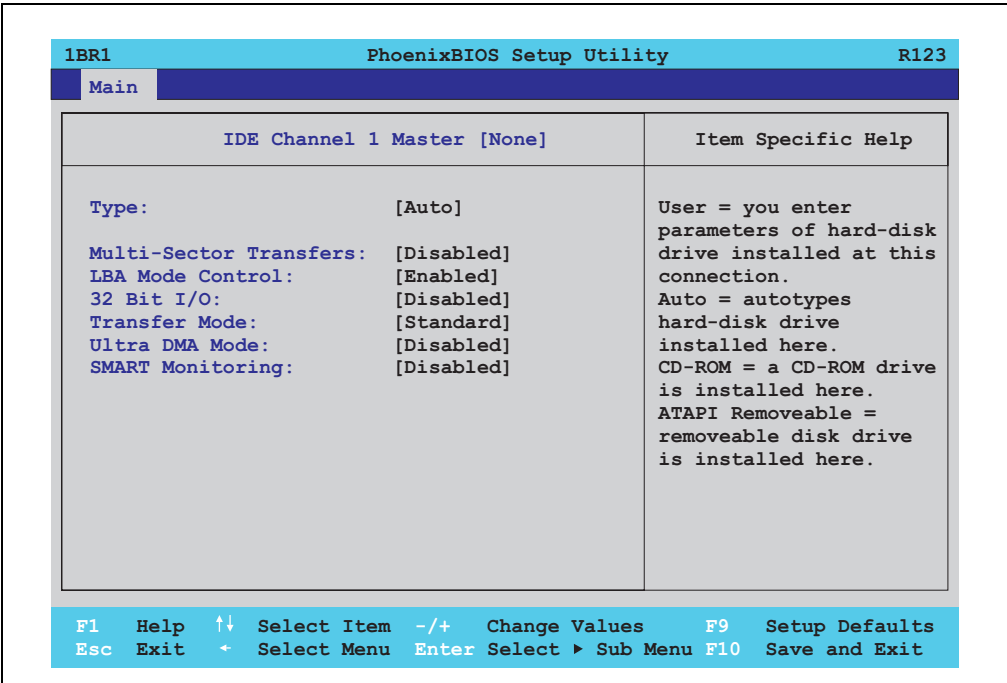 1BR1 PhoenixBIOS Setup Utility R123
Main
IDE Channel 1 Master [None]
Item Specific Help
Type: [Auto]
Multi-Sector Transfers: [Disabled]
LBA Mode Control: [Enabled]
32 Bit I/O: [Disabled]
Transfer Mode: [Standard]
Ultra DMA Mode: [Disabled]
SMART Monitoring: [Disabled]
User = you enter
parameters of hard-disk
drive installed at this
connection.
Auto = autotypes
hard-disk drive
installed here.
CD-ROM = a CD-ROM drive
is installed here.
ATAPI Removeable =
removeable disk drive
is installed here.
F1 Help ↑↓ Select Item -/+ Change Values F9 Setup Defaults
Esc Exit ← Select Menu Enter Select ▶ Sub Menu F10 Save and Exit